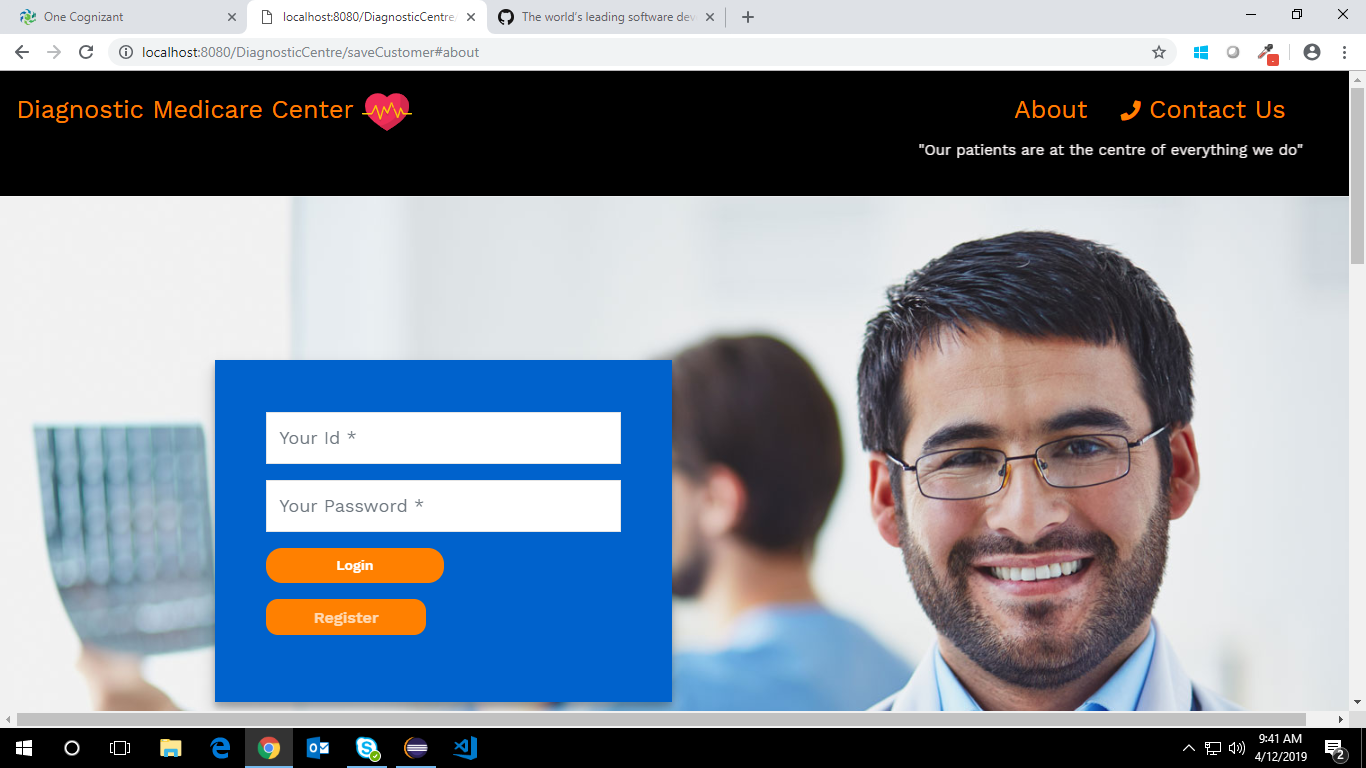 One Cognizant
localhost:8080/DiagnosticCentre/
The world's leading software dev
localhost:8080/DiagnosticCentre/saveCustomer#about
Diagnostic Medicare Center
About
Contact Us
"Our patients are at the centre of everything we do"
Your Id *
Your Password *
Login
Register
9:41 AM
4/12/2019
2